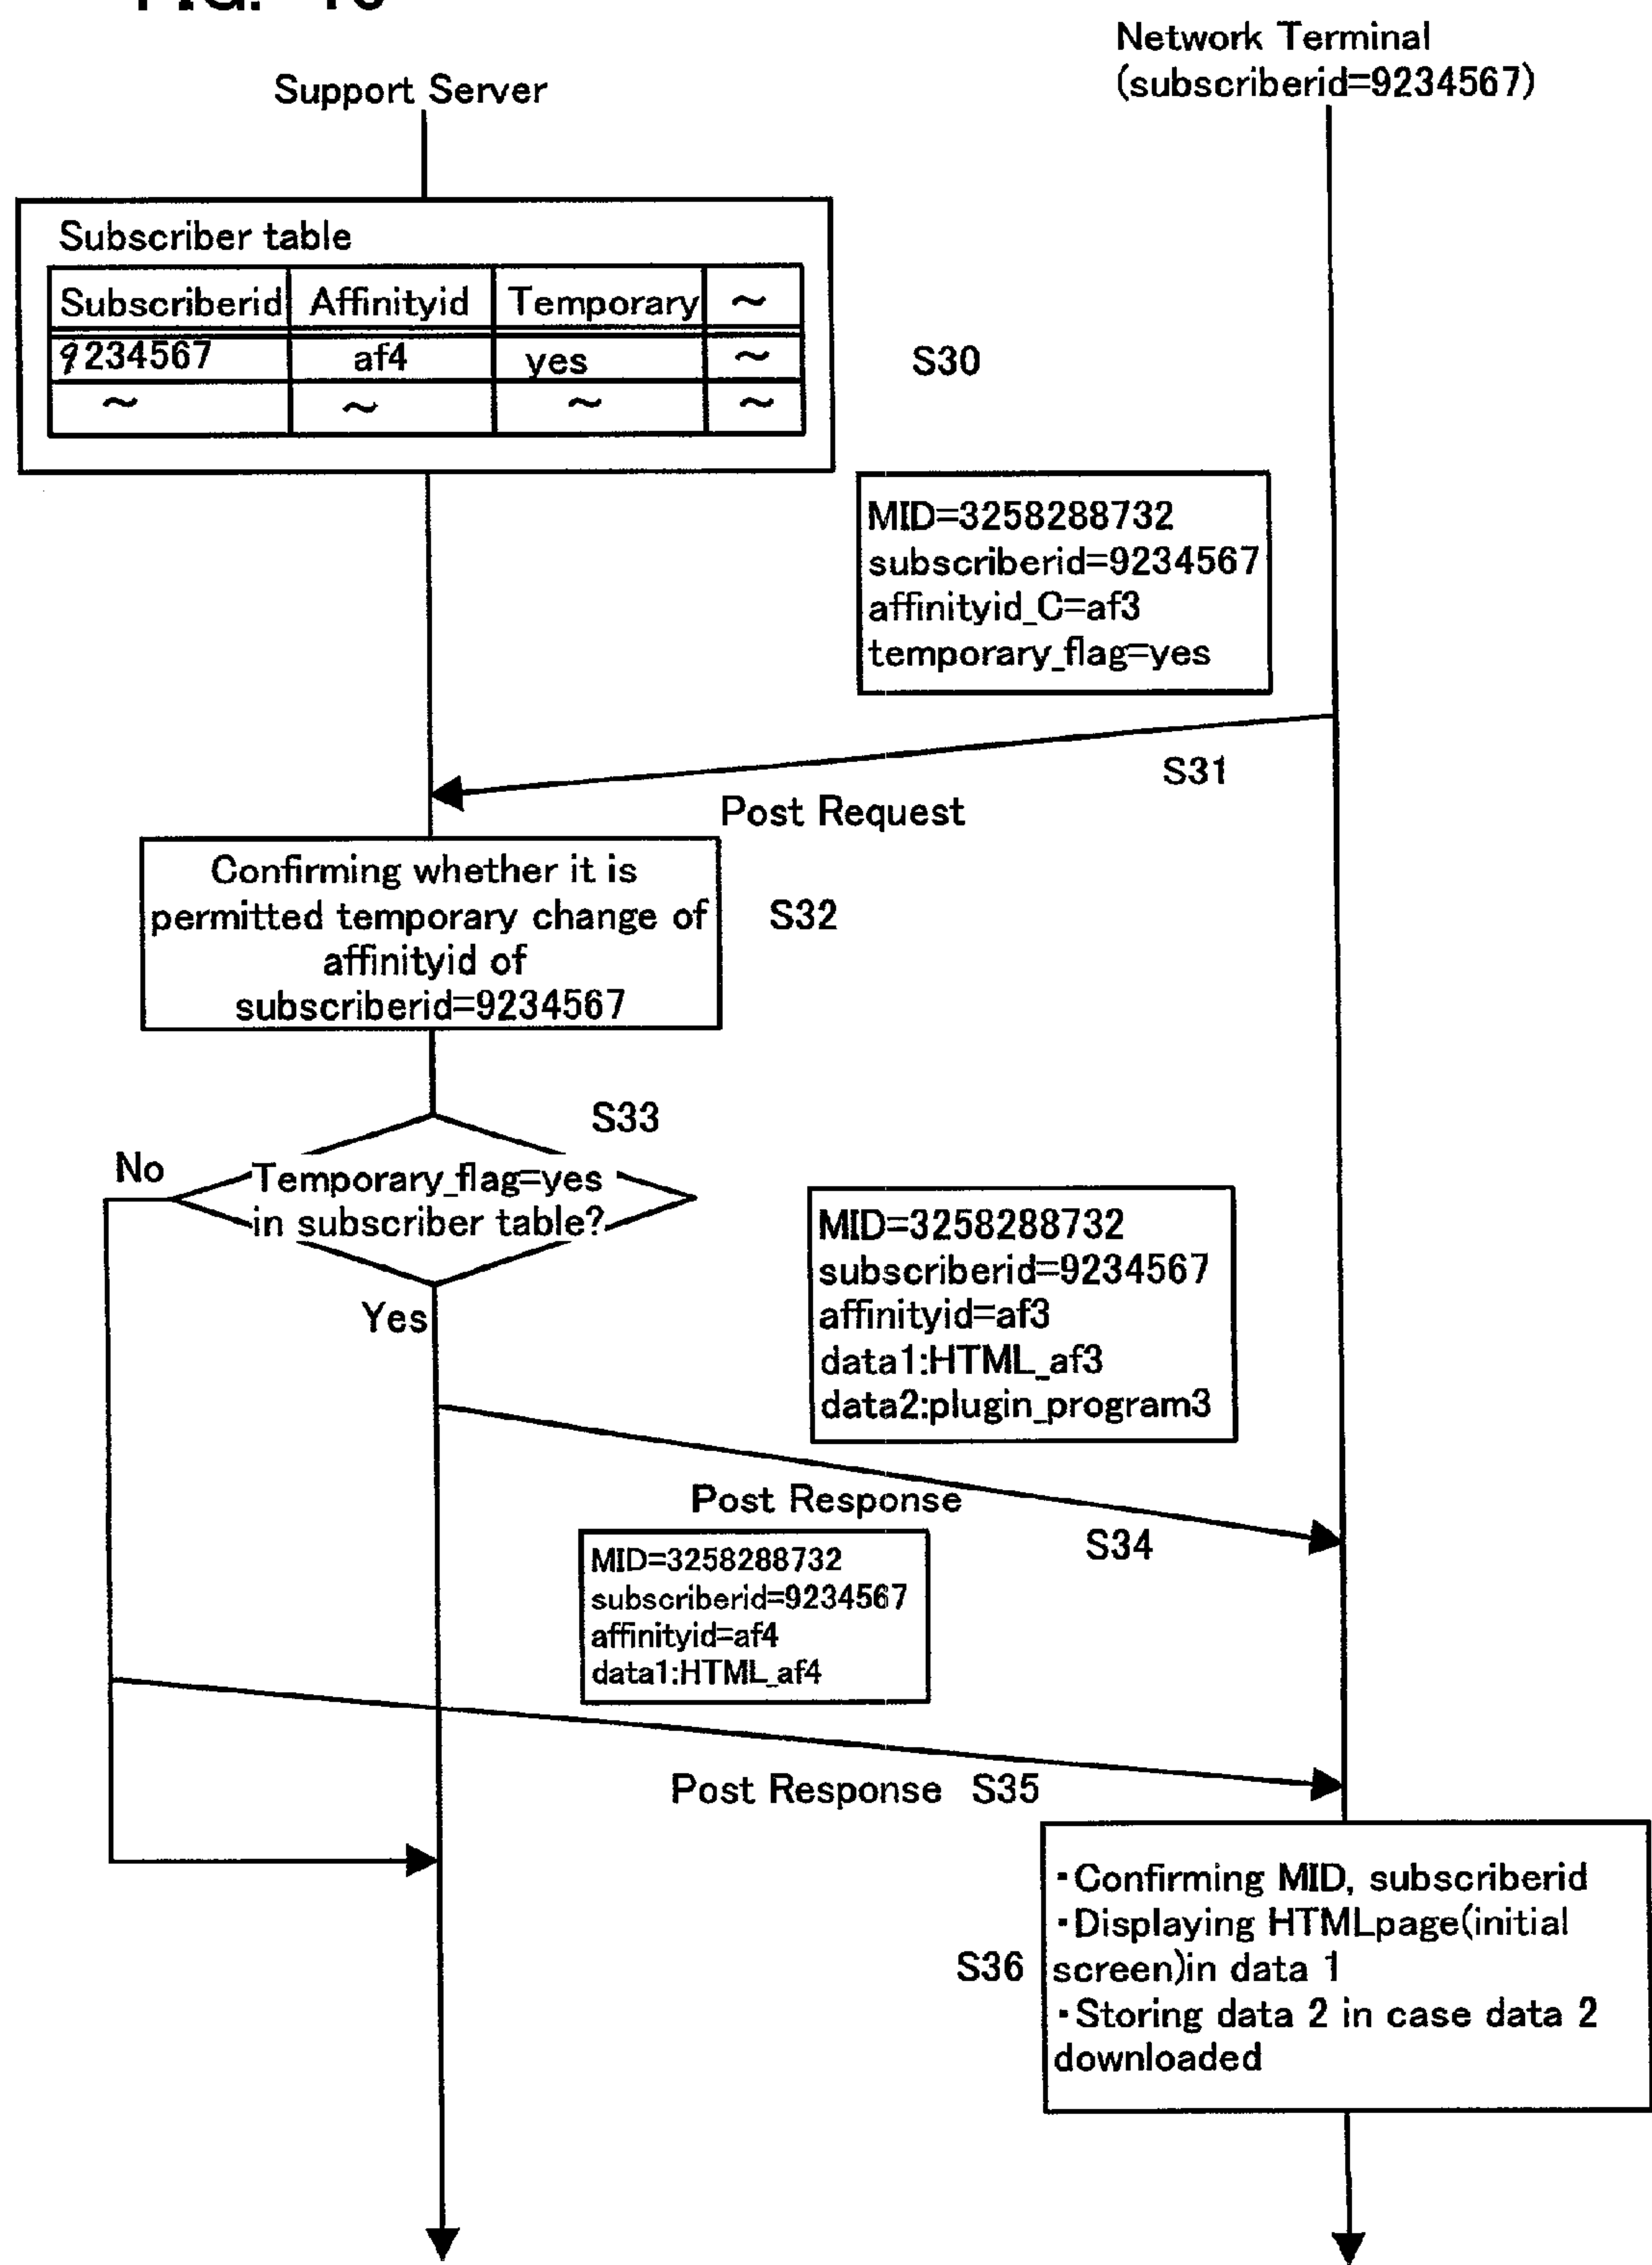 Network Terminal
(subscriberid=9234567)
Support Server
Subscriber table
Subscriberid Affinityid Temporary ~
9234567 af4 yes ~
~ ~ ~ ~
S30
MID=3258288732
subscriberid=9234567
affinityid_C=af3
temporary_flag=yes
S31
Post Request
Confirming whether it is
permitted temporary change of
affinityid of
subscriberid=9234567
S32
S33
No
Temporary_flag=yes
in subscriber table?
Yes
MID=3258288732
subscriberid=9234567
affinityid=af3
data1:HTML_af3
data2:plugin_program3
Post Response
S34
MID=3258288732
subscriberid=9234567
affinityid=af4
data1:HTML_af4
Post Response S35
S36
・Confirming MID, subscriberid
・Displaying HTMLpage(initial
screen)in data 1
・Storing data 2 in case data 2
downloaded